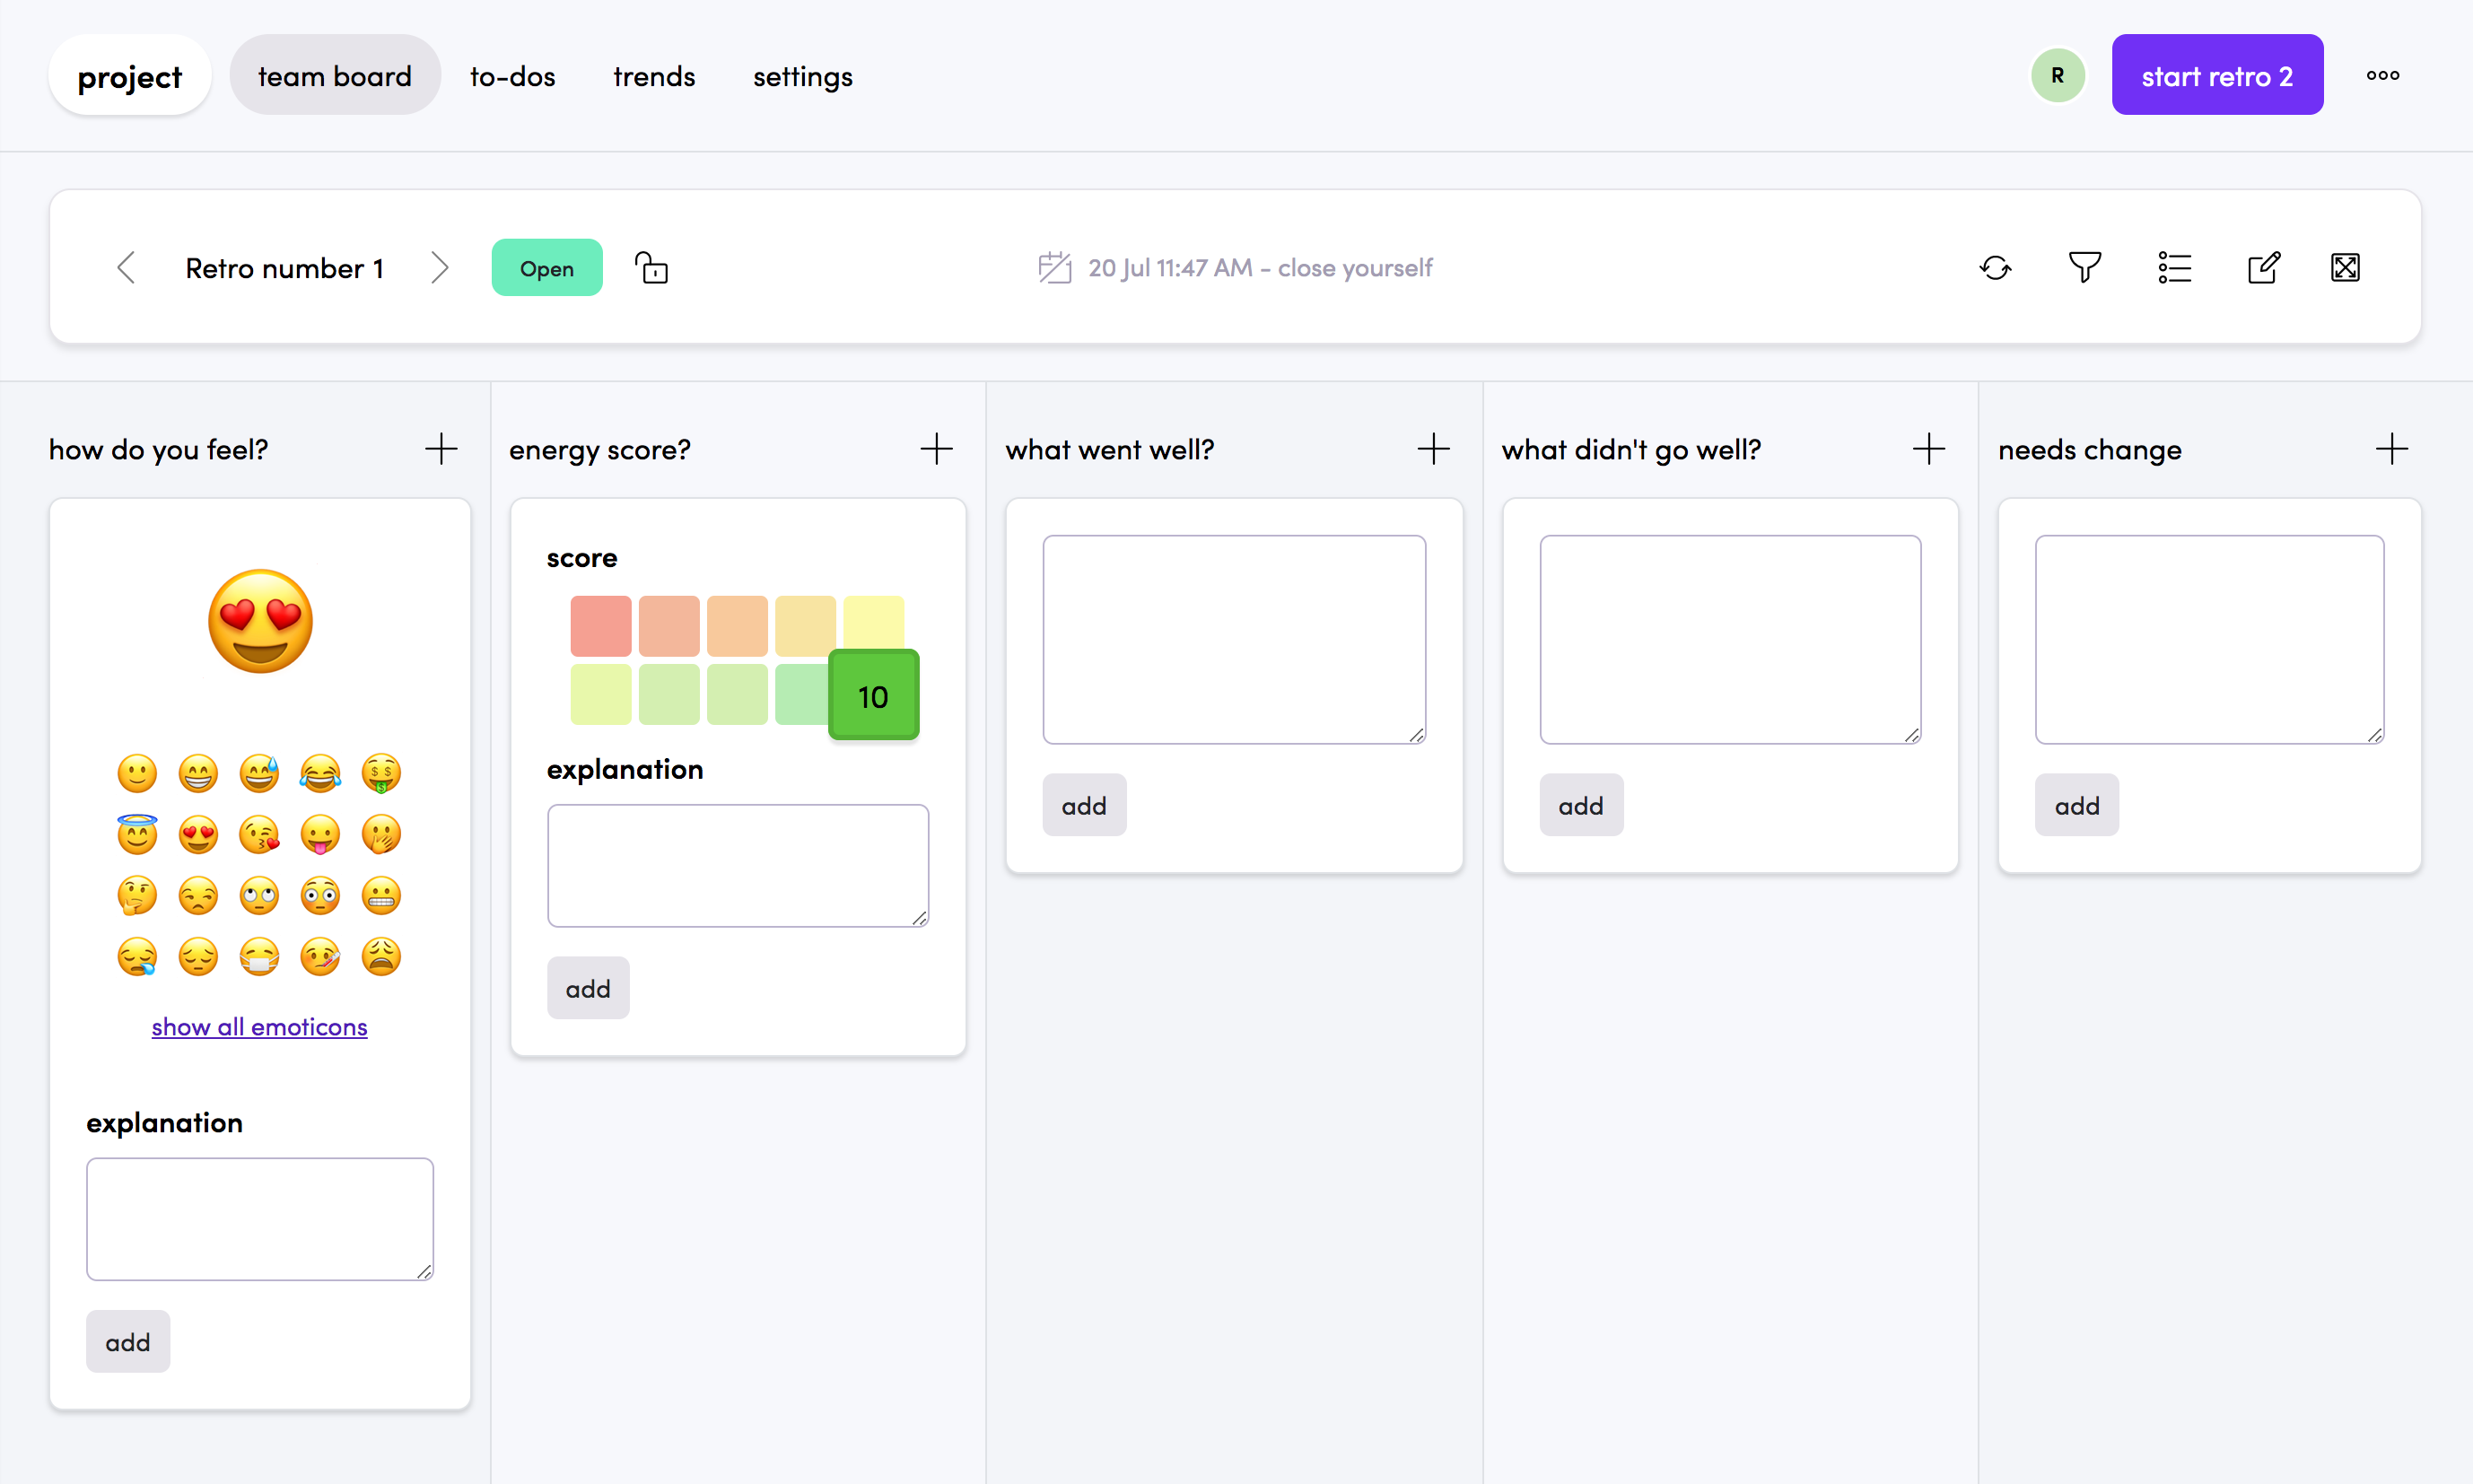 project team board to-dos trends settings R start retro 2
Retro number 1 Open 20 Jul 11:47 AM - close yourself
how do you feel? energy score? what went well? what didn't go well? needs change
score
10
explanation
add add add
add
show all emoticons
explanation
add